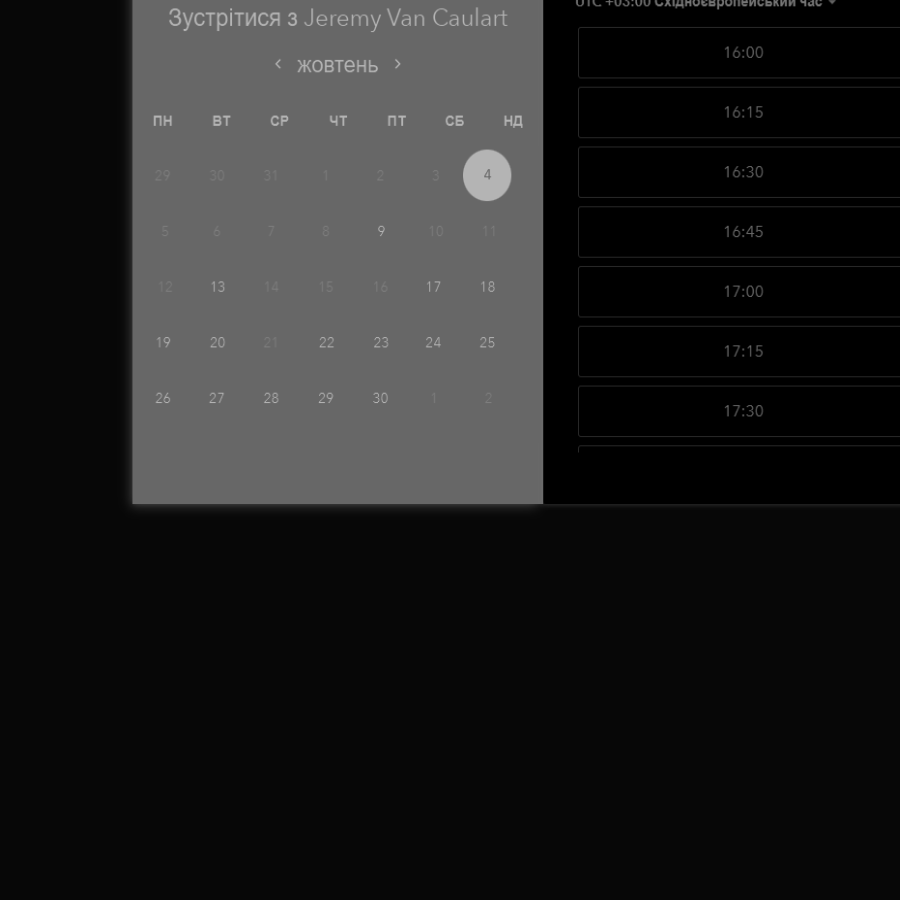 Зустрітися з Jeremy Van Caulart
жовтень
ПН ВТ СР ЧТ ПТ СБ НД
29 30 31 1 2 3 4
5 6 7 8 9 10 11
12 13 14 15 16 17 18
19 20 21 22 23 24 25
26 27 28 29 30 1 2
UTC +03:00 Східноєвропейський час
16:00
16:15
16:30
16:45
17:00
17:15
17:30